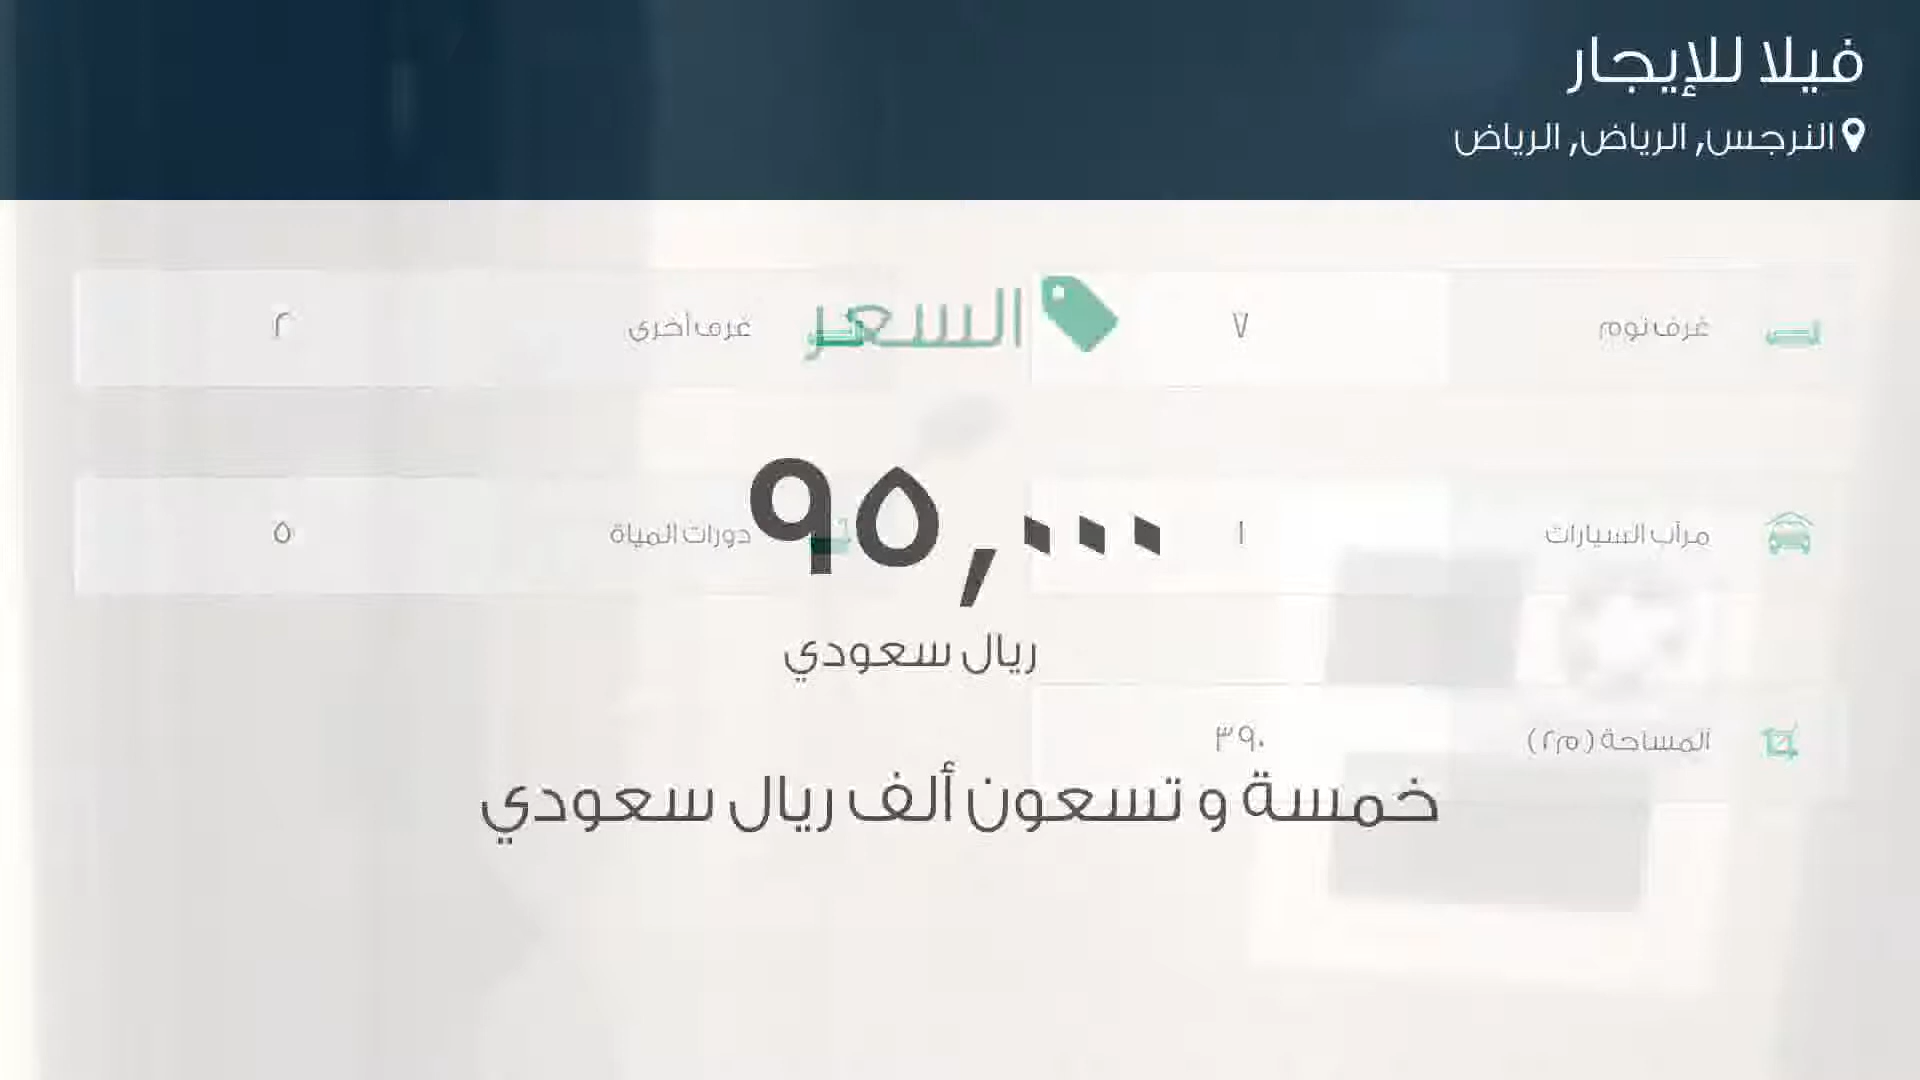 فيلا للإيجار
النرجس, الرياض, الرياض
السعر
غرف نوم ٧
غرف أخرى ٢
٩٥,٠٠٠
مرآب السيارات ١
دورات المياة ٥
ريال سعودي
المساحة (م٢) ٣٩٠
خمسة و تسعون ألف ريال سعودي